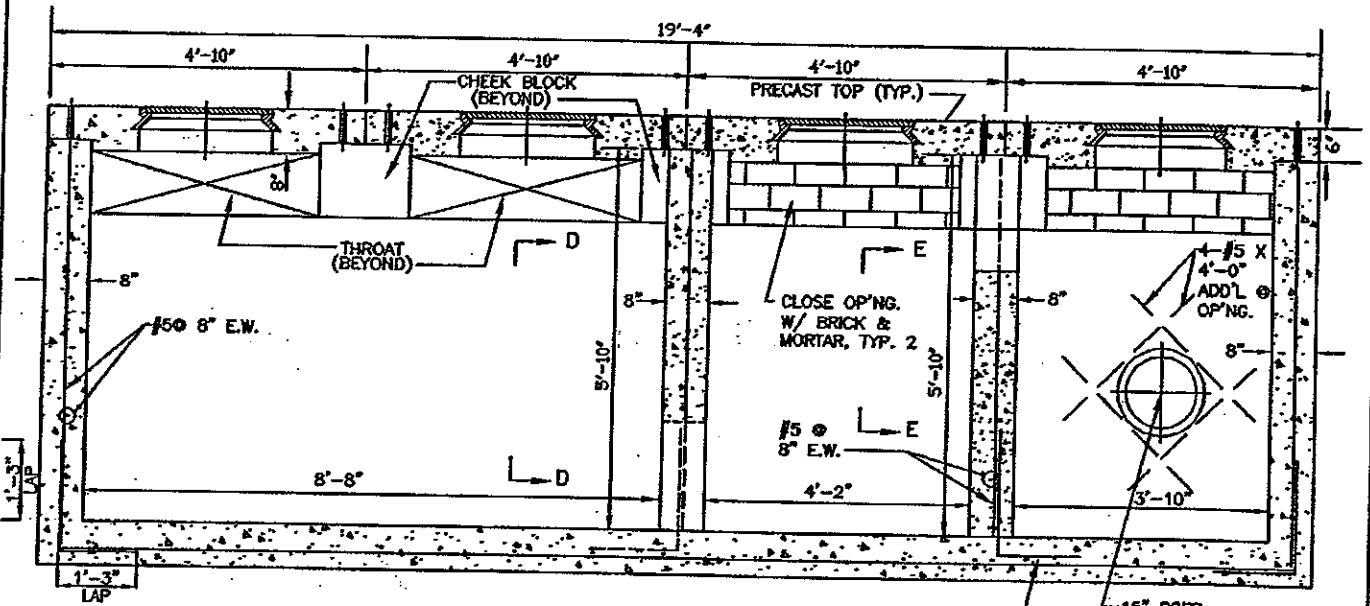 19'-4"
4'-10"
4'-10"
4'-10"
4'-10"
CHEEK BLOCK
(BEYOND)
PRECAST TOP (TYP.)
6"
8"
THROAT
(BEYOND)
D
E
4-#5 X
4'-0"
ADD'L @
OP'NG.
8"
8"
8"
8"
CLOSE OP'NG.
W/ BRICK &
MORTAR, TYP. 2
#5@ 8" E.W.
5'-10"
5'-10"
#5 @
8" E.W.
E
D
1'-3"
LAP
8'-8"
4'-2"
3'-10"
1'-3"
LAP